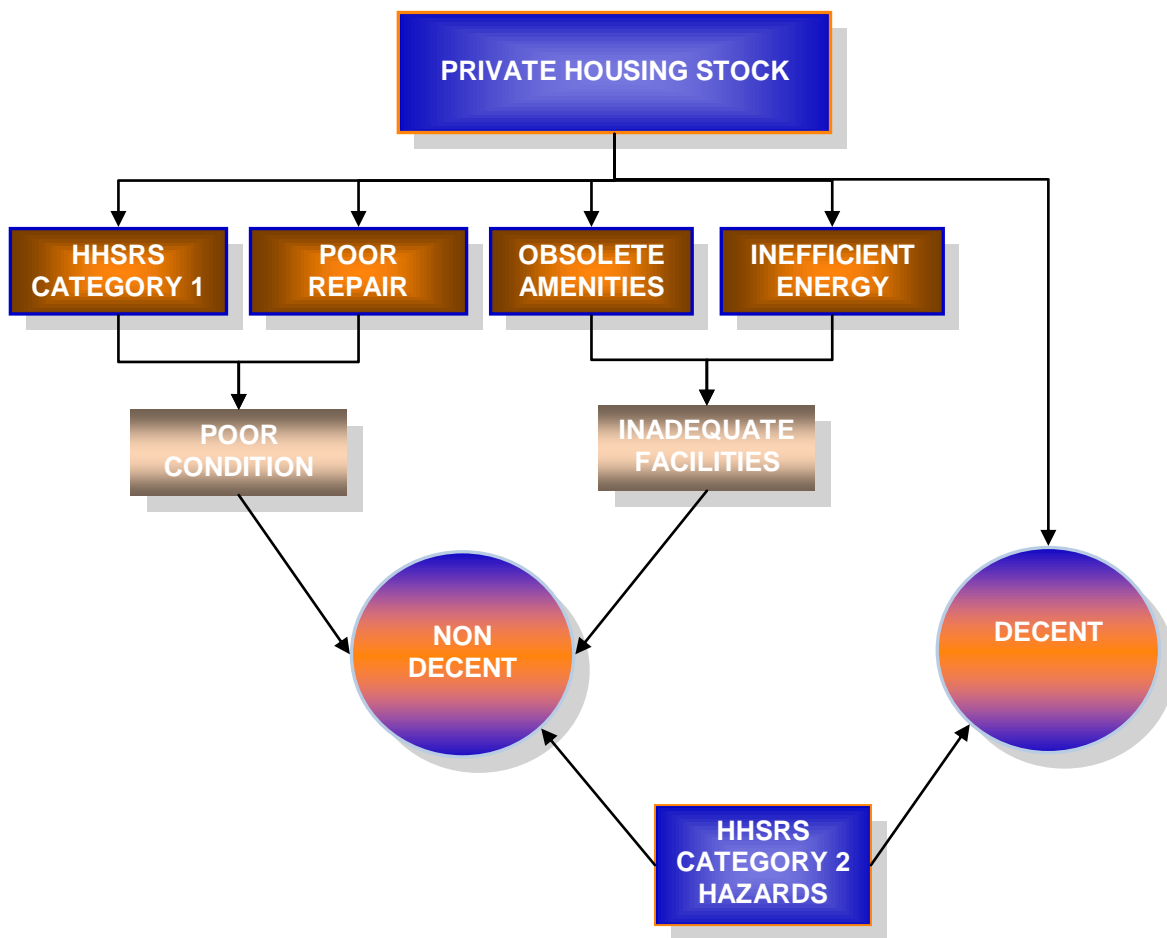 PRIVATE HOUSING STOCK
HHSRS
CATEGORY 1
POOR
REPAIR
OBSOLETE
AMENITIES
INEFFICIENT
ENERGY
POOR
CONDITION
INADEQUATE
FACILITIES
NON
DECENT
DECENT
HHSRS
CATEGORY 2
HAZARDS